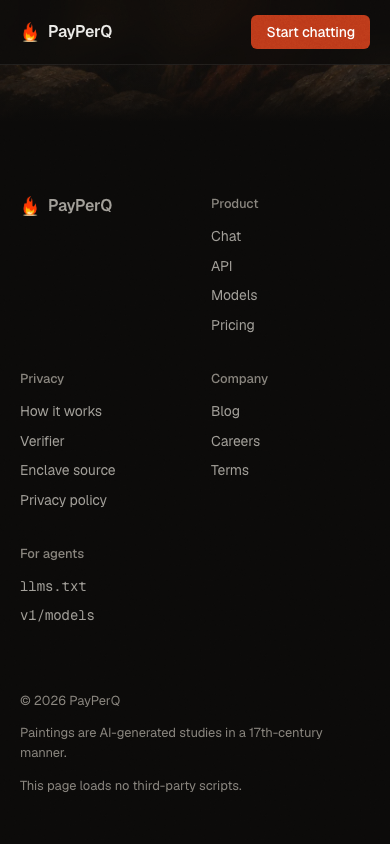 PayPerQ
Start chatting
PayPerQ
Product
Chat
API
Models
Pricing
Privacy
How it works
Verifier
Enclave source
Privacy policy
Company
Blog
Careers
Terms
For agents
llms.txt
v1/models
© 2026 PayPerQ
Paintings are AI-generated studies in a 17th-century
manner.
This page loads no third-party scripts.